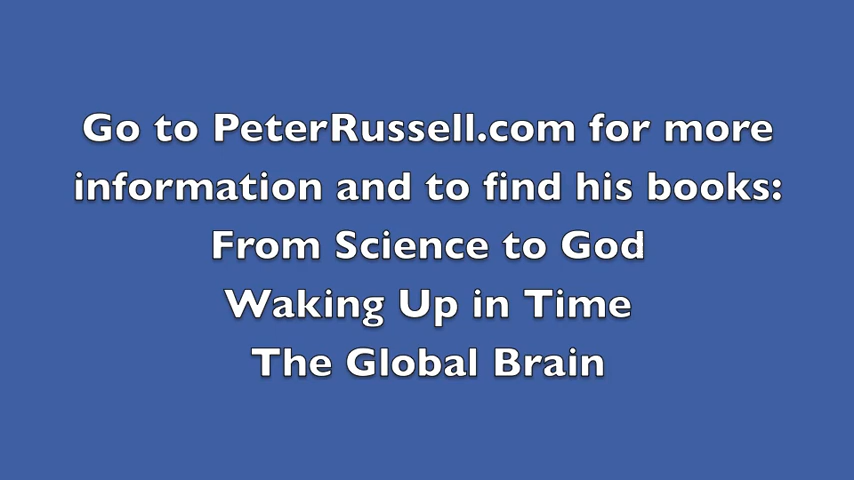 Go to PeterRussell.com for more
information and to find his books:
From Science to God
Waking Up in Time
The Global Brain